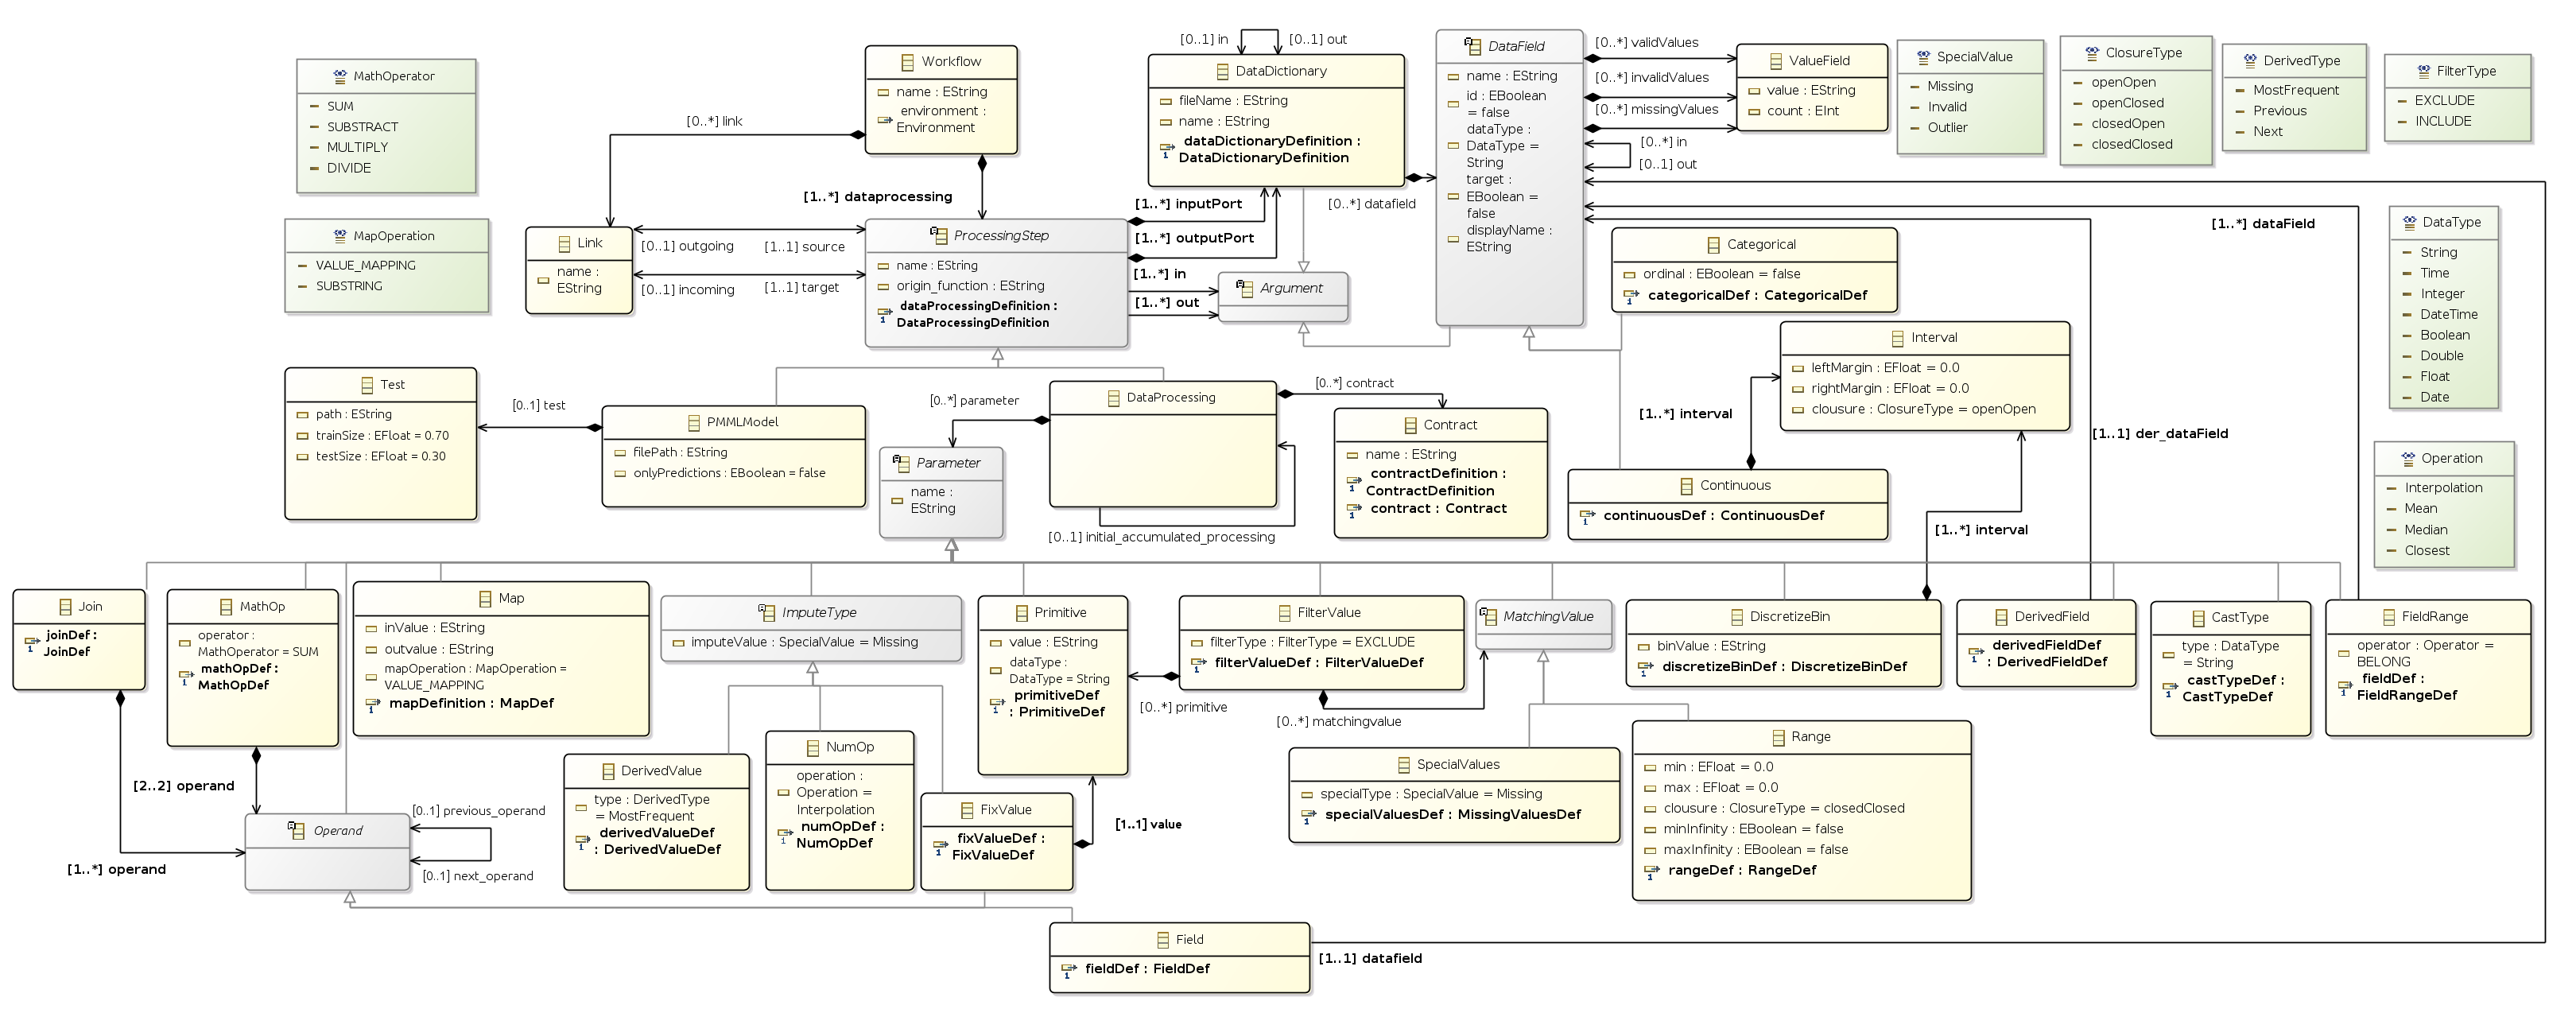 MathOperator
SUM
SUBSTRACT
MULTIPLY
DIVIDE
MapOperation
VALUE_MAPPING
SUBSTRING
Workflow
name : EString
environment :
Environment
[0..*] link
[1..*] dataprocessing
Link
name :
EString
[0..1] outgoing
[1..1] source
[0..1] incoming
[1..1] target
ProcessingStep
name : EString
origin_function : EString
dataProcessingDefinition :
DataProcessingDefinition
[0..1] in
[0..1] out
DataDictionary
fileName : EString
name : EString
dataDictionaryDefinition :
DataDictionaryDefinition
[1..*] inputPort
[1..*] outputPort
[1..*] in
[1..*] out
Argument
[0..*] datafield
DataField
name : EString
id : EBoolean
= false
dataType :
DataType =
String
target :
EBoolean =
false
displayName :
EString
[0..*] validValues
[0..*] invalidValues
[0..*] missingValues
[0..*] in
[0..1] out
ValueField
value : EString
count : EInt
SpecialValue
Missing
Invalid
Outlier
ClosureType
openOpen
openClosed
closedOpen
closedClosed
DerivedType
MostFrequent
Previous
Next
FilterType
EXCLUDE
INCLUDE
[1..*] dataField
DataType
String
Time
Integer
DateTime
Boolean
Double
Float
Date
Categorical
ordinal : EBoolean = false
categoricalDef : CategoricalDef
Interval
leftMargin : EFloat = 0.0
rightMargin : EFloat = 0.0
clousure : ClosureType = openOpen
[1..*] interval
[1..1] der_dataField
Continuous
continuousDef : ContinuousDef
[1..*] interval
Operation
Interpolation
Mean
Median
Closest
Test
path : EString
trainSize : EFloat = 0.70
testSize : EFloat = 0.30
[0..1] test
PMMLModel
filePath : EString
onlyPredictions : EBoolean = false
[0..*] parameter
Parameter
name :
EString
DataProcessing
[0..*] contract
[0..1] initial_accumulated_processing
Contract
name : EString
contractDefinition :
ContractDefinition
contract : Contract
Join
joinDef :
JoinDef
MathOp
operator :
MathOperator = SUM
mathOpDef :
MathOpDef
Map
inValue : EString
outvalue : EString
mapOperation : MapOperation =
VALUE_MAPPING
mapDefinition : MapDef
ImputeType
imputeValue : SpecialValue = Missing
Primitive
value : EString
dataType :
DataType = String
primitiveDef
: PrimitiveDef
FilterValue
filterType : FilterType = EXCLUDE
filterValueDef : FilterValueDef
[0..*] primitive
[0..*] matchingvalue
MatchingValue
DiscretizeBin
binValue : EString
discretizeBinDef : DiscretizeBinDef
DerivedField
derivedFieldDef
: DerivedFieldDef
CastType
type : DataType
= String
castTypeDef :
CastTypeDef
FieldRange
operator : Operator =
BELONG
fieldDef :
FieldRangeDef
[2..2] operand
[1..*] operand
Operand
[0..1] previous_operand
[0..1] next_operand
DerivedValue
type : DerivedType
= MostFrequent
derivedValueDef
: DerivedValueDef
NumOp
operation :
Operation =
Interpolation
numOpDef :
NumOpDef
FixValue
fixValueDef :
FixValueDef
[1..1] value
SpecialValues
specialType : SpecialValue = Missing
specialValuesDef : MissingValuesDef
Range
min : EFloat = 0.0
max : EFloat = 0.0
clousure : ClosureType = closedClosed
minInfinity : EBoolean = false
maxInfinity : EBoolean = false
rangeDef : RangeDef
Field
fieldDef : FieldDef
[1..1] datafield